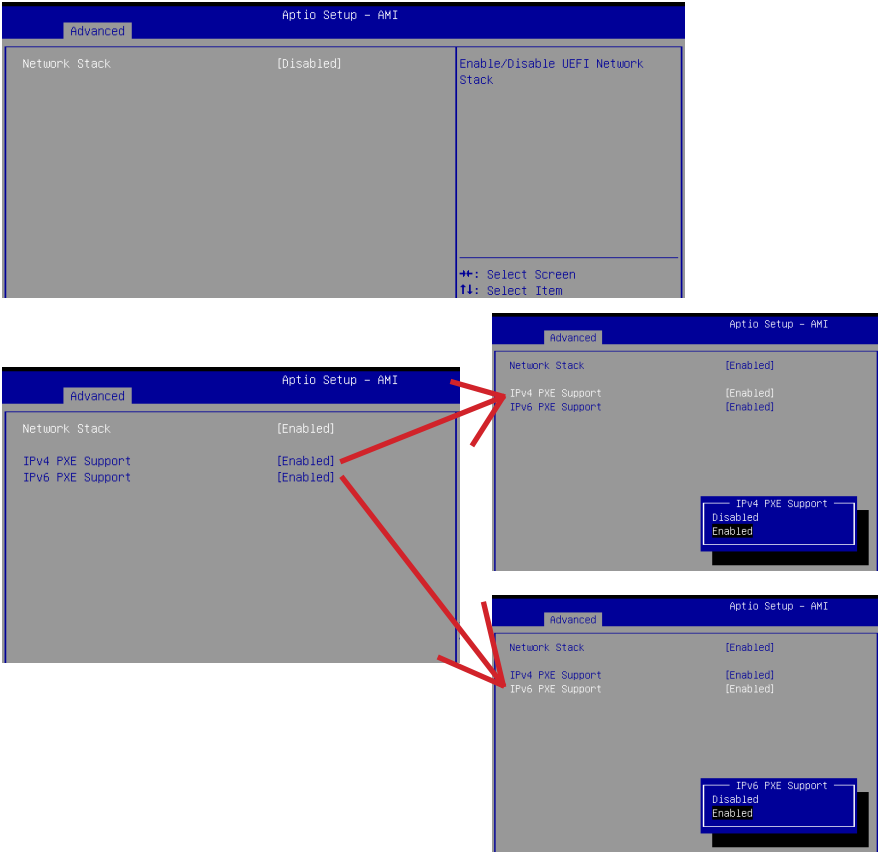 Aptio Setup – AMI
Advanced
Network Stack [Disabled]
Enable/Disable UEFI Network
Stack
→←: Select Screen
↑↓: Select Item
Aptio Setup – AMI
Advanced
Network Stack [Enabled]
IPv4 PXE Support [Enabled]
IPv6 PXE Support [Enabled]
Aptio Setup – AMI
Advanced
Network Stack [Enabled]
IPv4 PXE Support [Enabled]
IPv6 PXE Support [Enabled]
IPv4 PXE Support
Disabled
Enabled
Aptio Setup – AMI
Advanced
Network Stack [Enabled]
IPv4 PXE Support [Enabled]
IPv6 PXE Support [Enabled]
IPv6 PXE Support
Disabled
Enabled